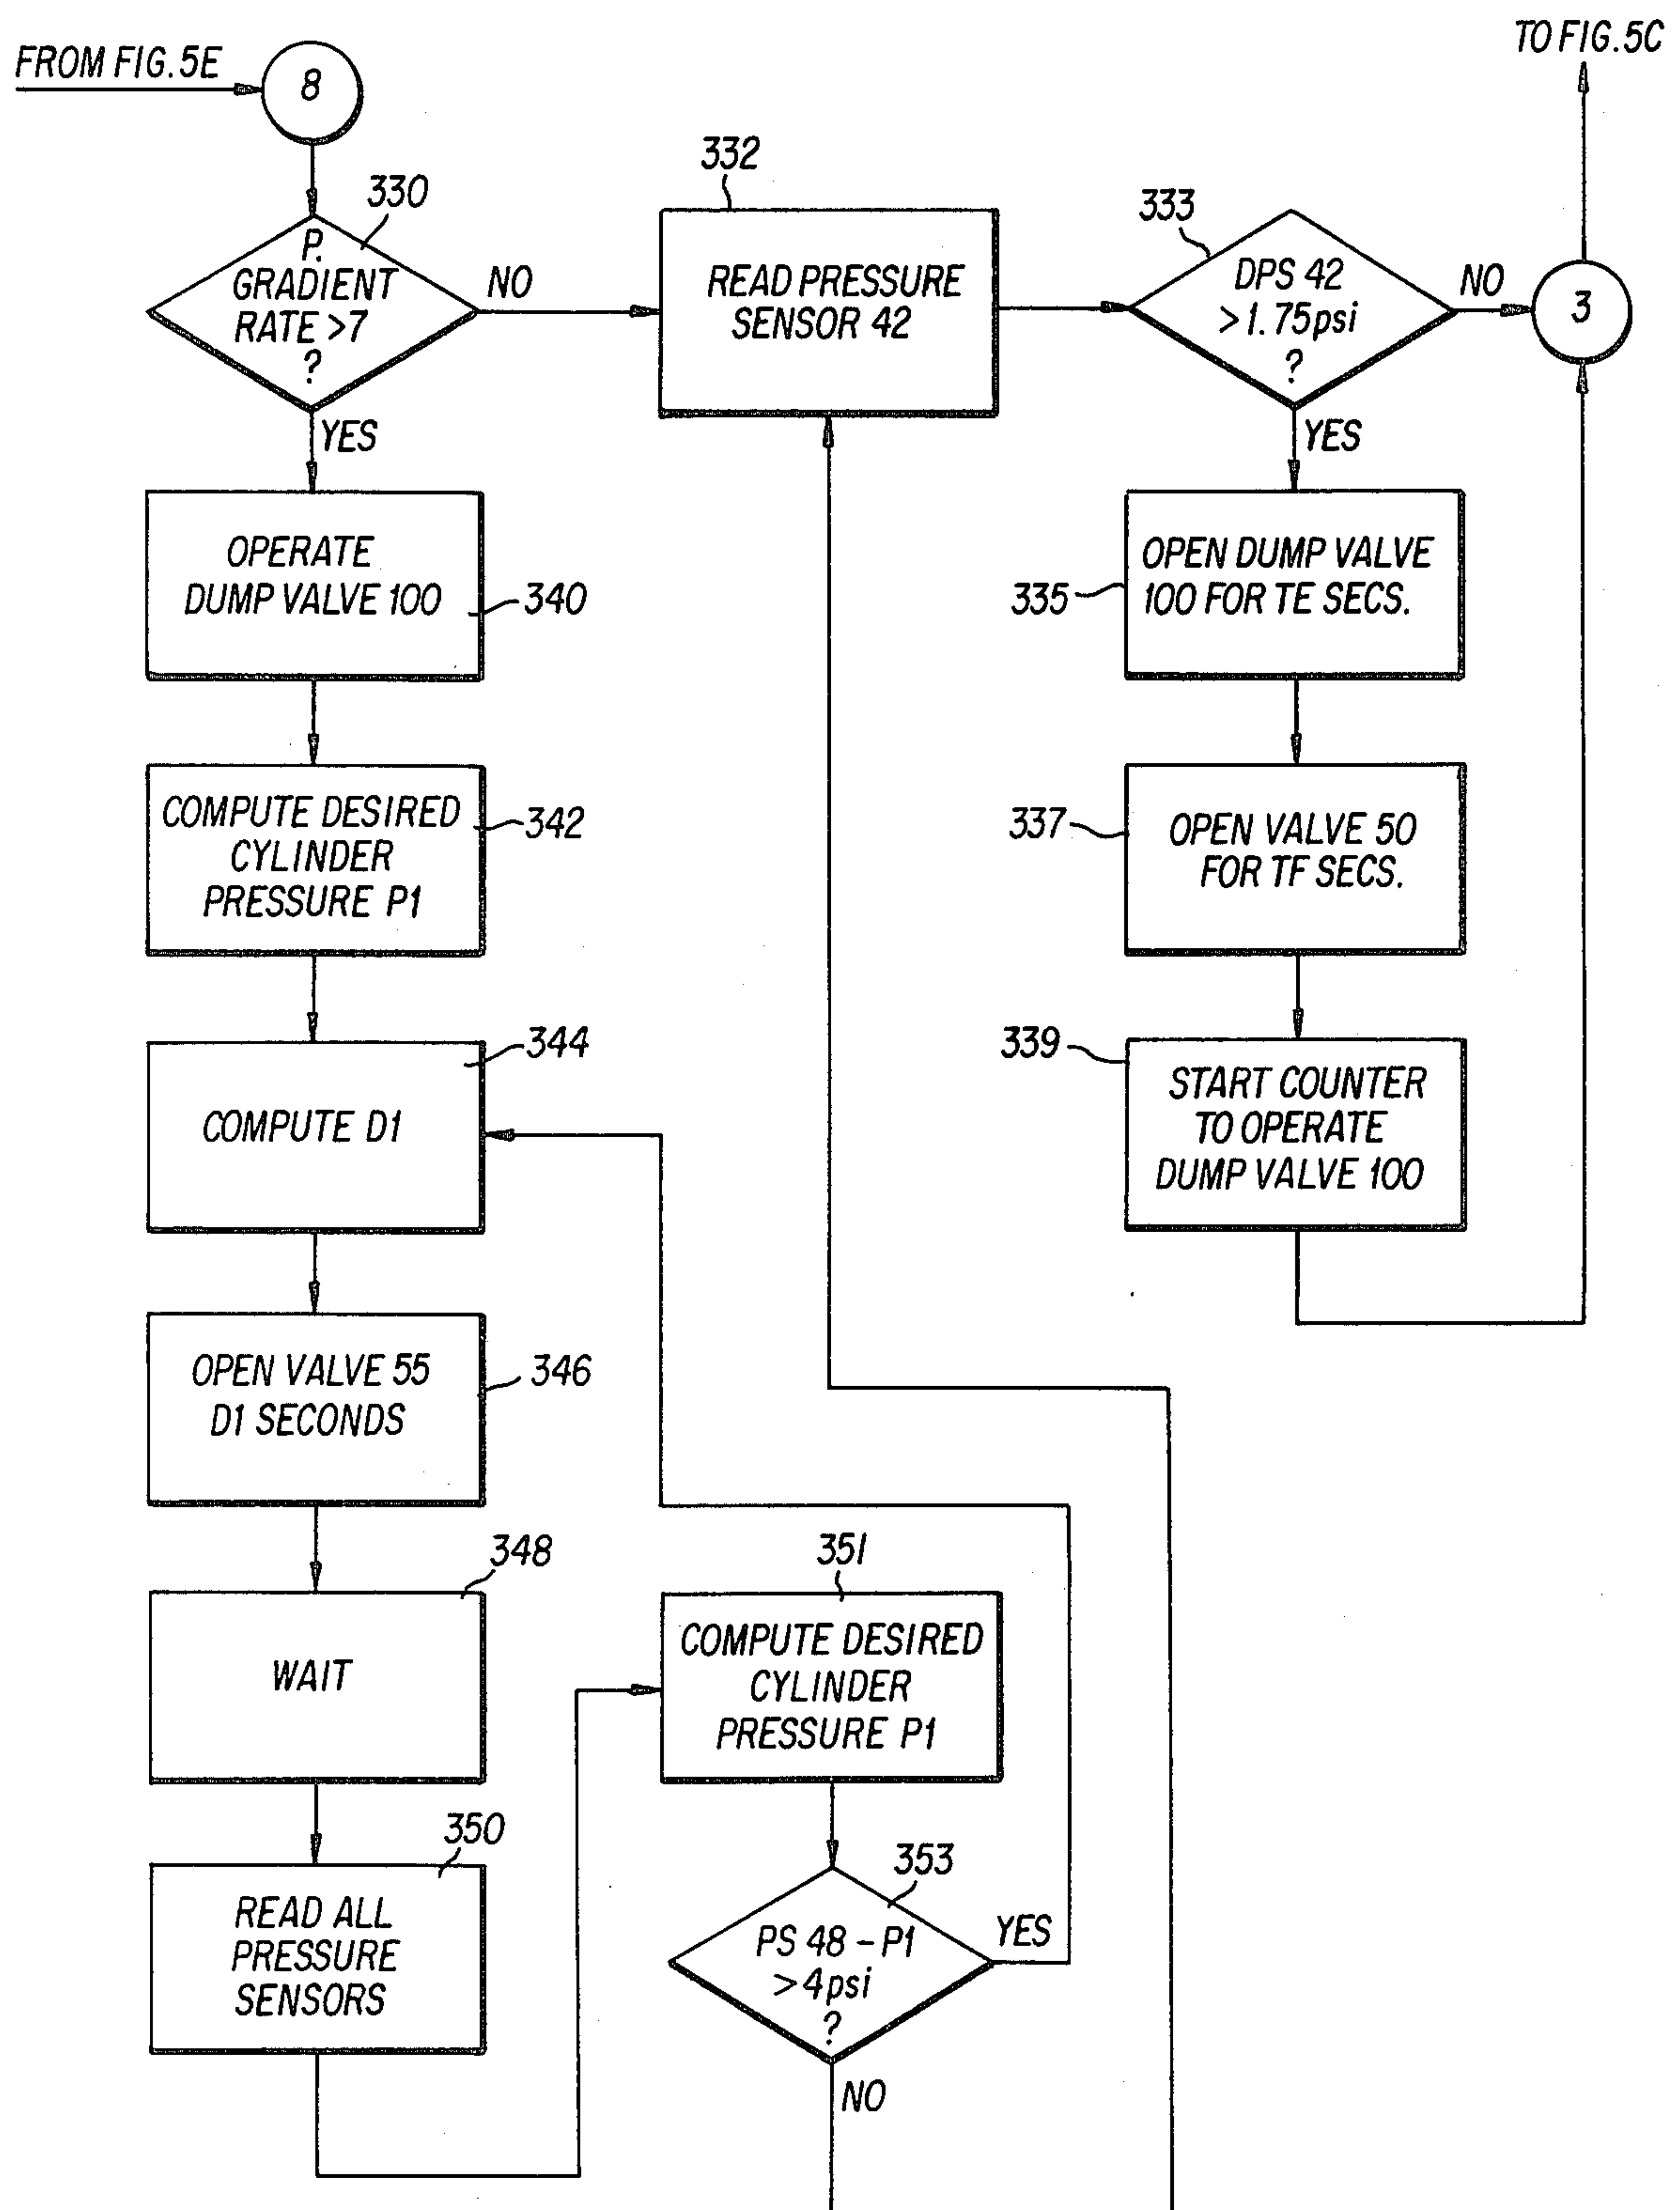 FROM FIG. 5E
8
TO FIG. 5C
330
P.
GRADIENT
RATE >7
?
NO
YES
332
READ PRESSURE
SENSOR 42
333
DPS 42
>1.75psi
?
NO
YES
3
OPERATE
DUMP VALVE 100
340
335
OPEN DUMP VALVE
100 FOR TE SECS.
COMPUTE DESIRED
CYLINDER
PRESSURE P1
342
337
OPEN VALVE 50
FOR TF SECS.
344
COMPUTE D1
339
START COUNTER
TO OPERATE
DUMP VALVE 100
OPEN VALVE 55
D1 SECONDS
346
348
WAIT
351
COMPUTE DESIRED
CYLINDER
PRESSURE P1
350
READ ALL
PRESSURE
SENSORS
353
PS 48 – P1
>4psi
?
YES
NO